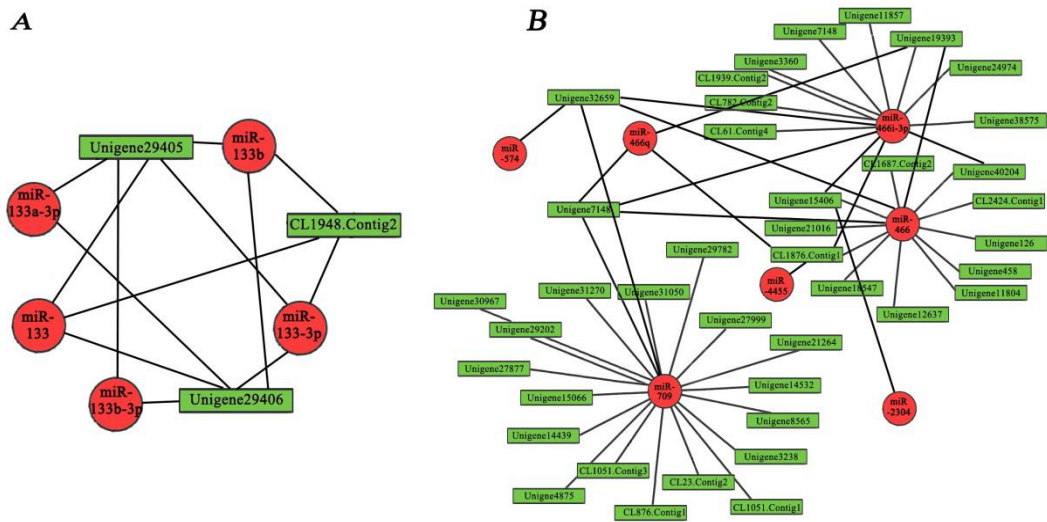 A
Unigene29405
miR-
133b
miR-
133a-3p
CL1948.Contig2
miR-
133
miR-
133-3p
miR-
133b-3p
Unigene29406
B
Unigene11857
Unigene7148
Unigene19393
Unigene3360
Unigene24974
CL1939.Contig2
Unigene32659
CL782.Contig2
miR-
466i-3p
Unigene38575
miR-
466q
CL61.Contig4
miR
-574
CL1687.Contig2
Unigene40204
Unigene15406
CL2424.Contig1
Unigene7148
miR-
466
Unigene21016
Unigene126
CL1876.Contig1
Unigene29782
Unigene458
miR
-4455
Unigene18547
Unigene11804
Unigene31270
Unigene31050
Unigene12637
Unigene30967
Unigene27999
Unigene29202
Unigene21264
Unigene27877
Unigene14532
miR-
709
Unigene15066
miR
-2304
Unigene8565
Unigene14439
Unigene3238
CL1051.Contig3
CL23.Contig2
Unigne4875
CL1051.Contig1
CL876.Contig1